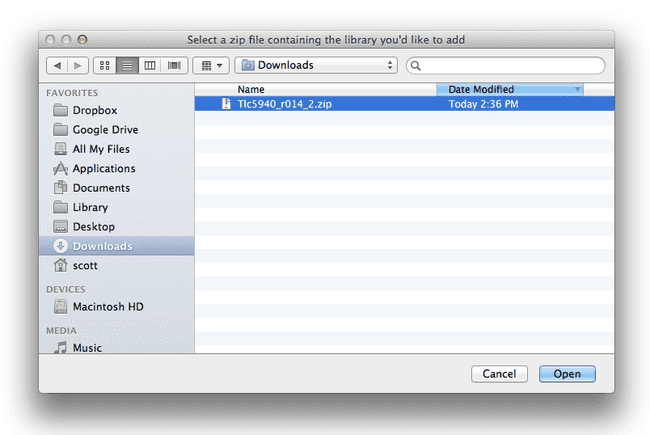 Select a zip file containing the library you'd like to add
Downloads
FAVORITES
Dropbox
Google Drive
All My Files
Applications
Documents
Library
Desktop
Downloads
scott
DEVICES
Macintosh HD
MEDIA
Music
Name Date Modified
Tlc5940_r014_2.zip Today 2:36 PM
Cancel Open